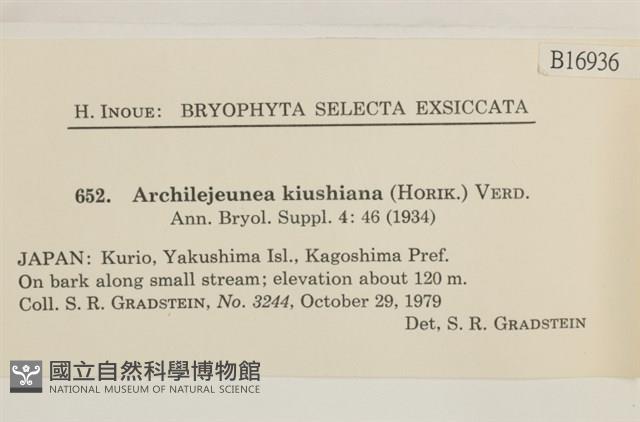 B16936
H. INOUE: BRYOPHYTA SELECTA EXSICCATA
652. Archilejeunea kiushiana (HORIK.) VERD.
Ann. Bryol. Suppl. 4: 46 (1934)
JAPAN: Kurio, Yakushima Isl., Kagoshima Pref.
On bark along small stream; elevation about 120 m.
Coll. S. R. GRADSTEIN, No. 3244, October 29, 1979
Det, S. R. GRADSTEIN
國立自然科學博物館
NATIONAL MUSEUM OF NATURAL SCIENCE